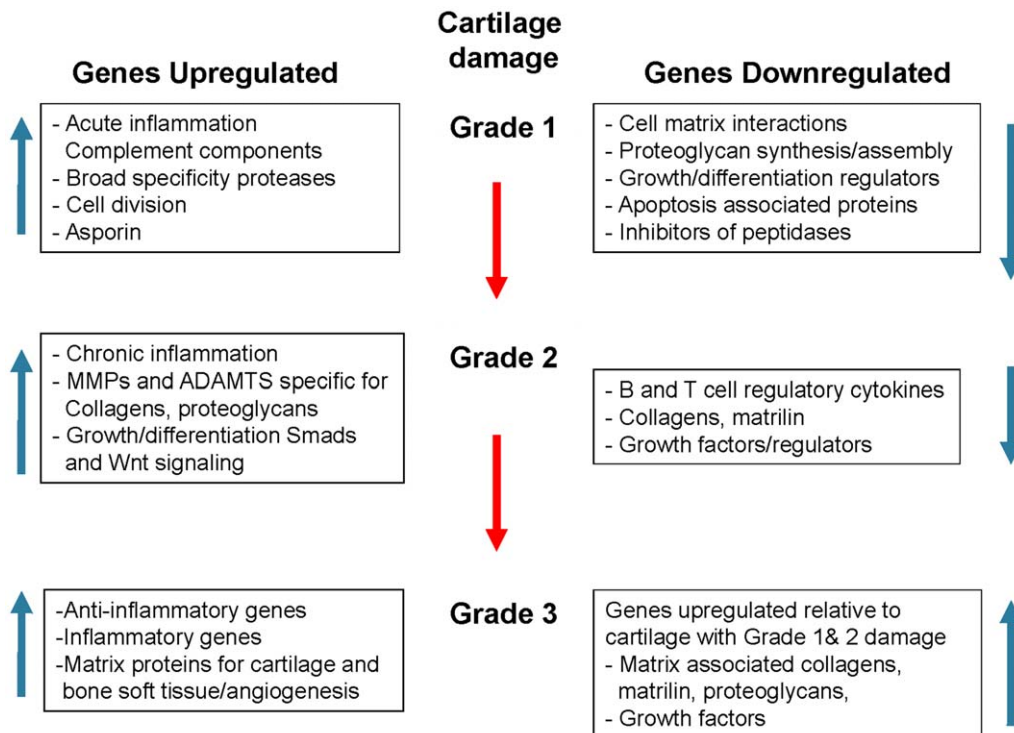 Cartilage
damage
Genes Upregulated
Genes Downregulated
- Acute inflammation
Complement components
- Broad specificity proteases
- Cell division
- Asporin
Grade 1
- Cell matrix interactions
- Proteoglycan synthesis/assembly
- Growth/differentiation regulators
- Apoptosis associated proteins
- Inhibitors of peptidases
- Chronic inflammation
- MMPs and ADAMTS specific for
Collagens, proteoglycans
- Growth/differentiation Smads
and Wnt signaling
Grade 2
- B and T cell regulatory cytokines
- Collagens, matrilin
- Growth factors/regulators
-Anti-inflammatory genes
-Inflammatory genes
-Matrix proteins for cartilage and
bone soft tissue/angiogenesis
Grade 3
Genes upregulated relative to
cartilage with Grade 1& 2 damage
- Matrix associated collagens,
matrilin, proteoglycans,
- Growth factors